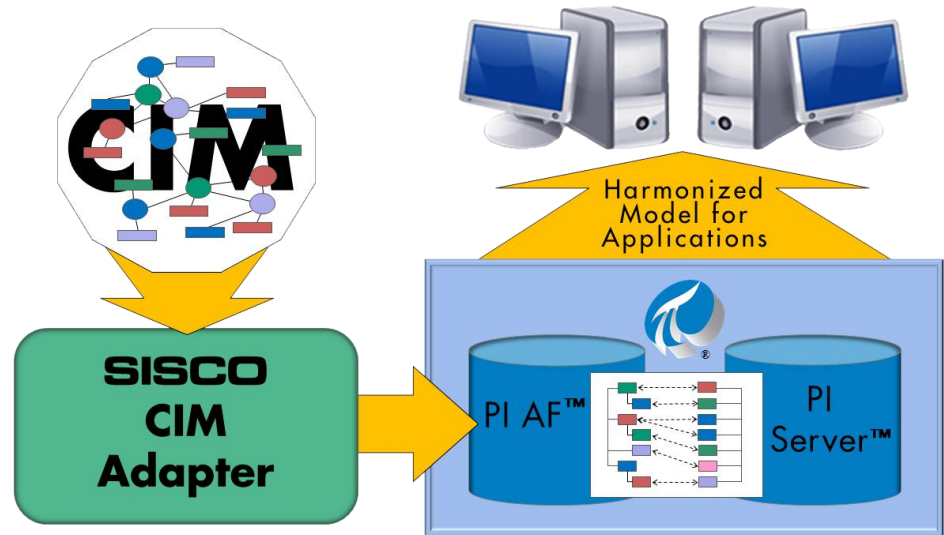 CIM
Harmonized
Model for
Applications
SISCO
CIM
Adapter
®
PI AF™
PI
Server™